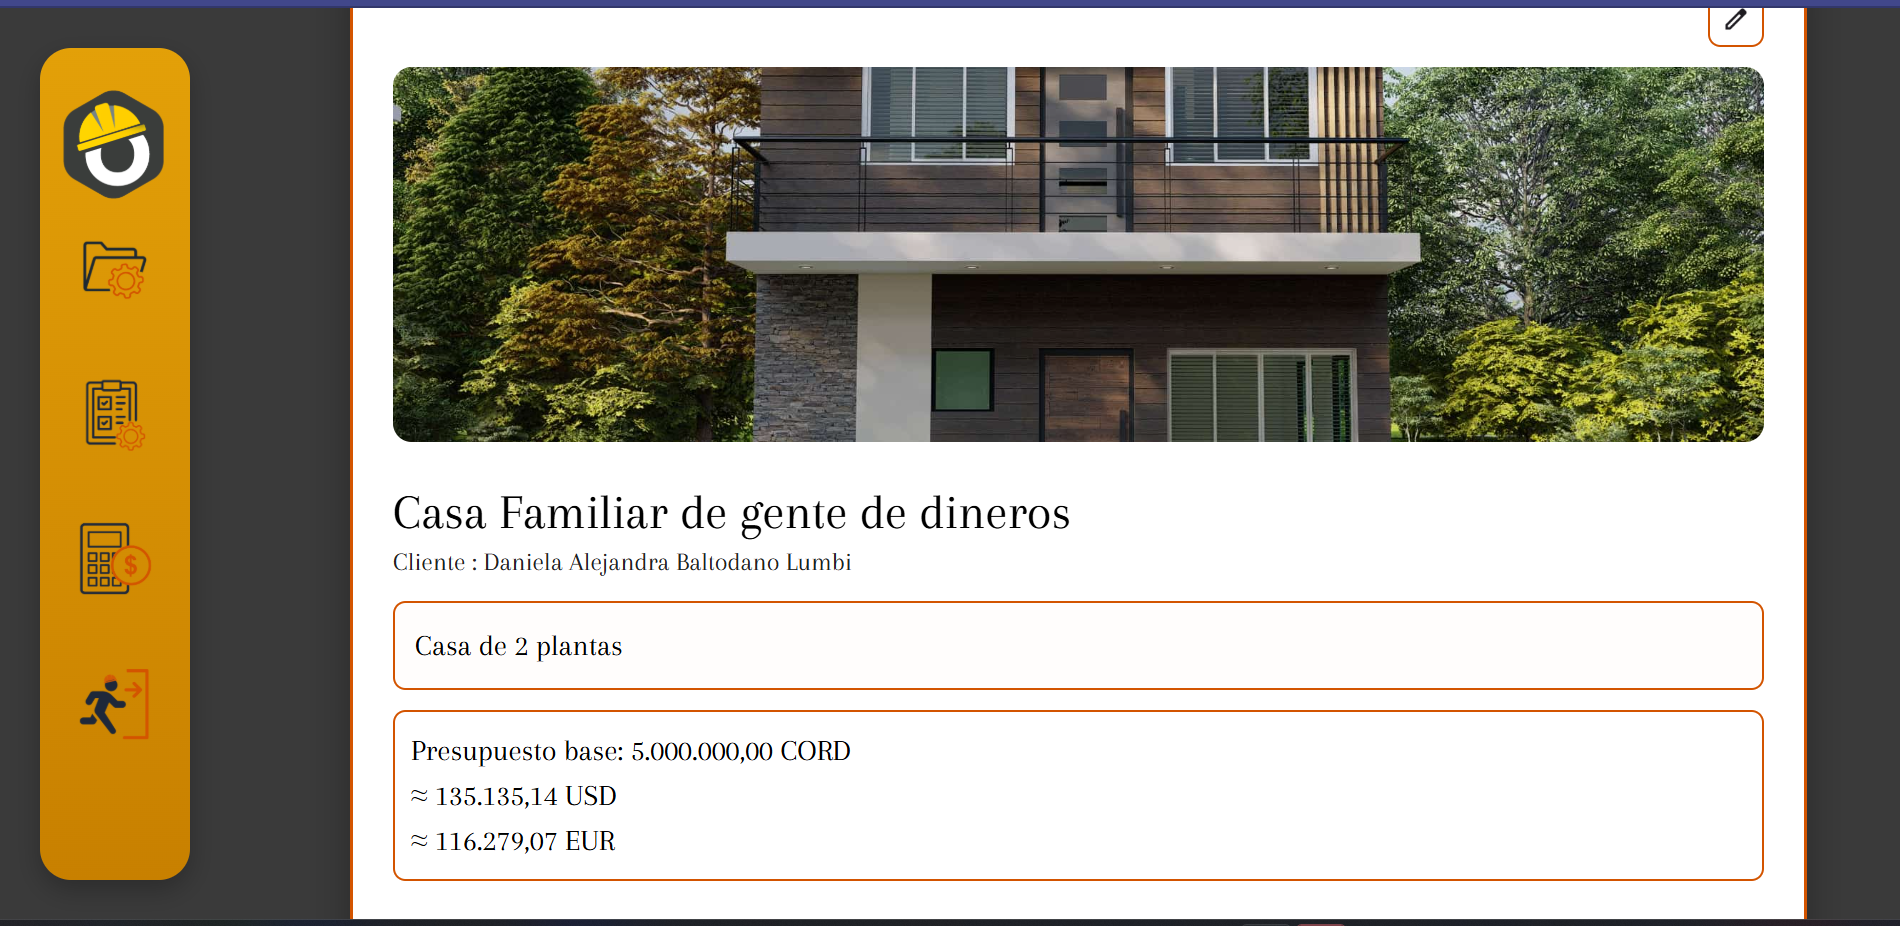 Casa Familiar de gente de dineros
Cliente : Daniela Alejandra Baltodano Lumbi
Casa de 2 plantas
Presupuesto base: 5.000.000,00 CORD
≈ 135.135,14 USD
≈ 116.279,07 EUR